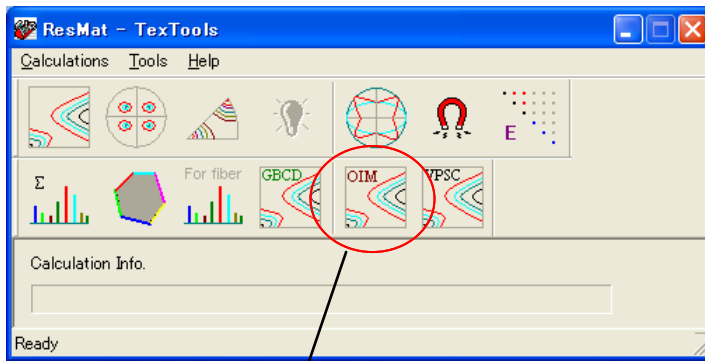 ResMat - TexTools
Calculations Tools Help
E
Σ
For fiber
GBCD
OIM
VPSC
Calculation Info.
Ready